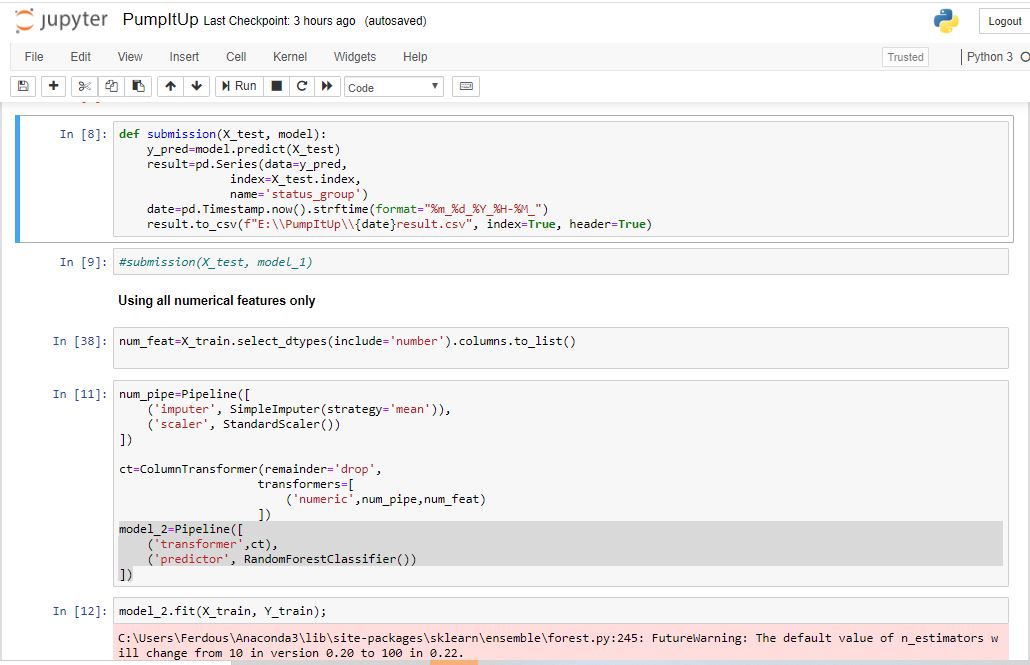 jupyter PumpItUp Last Checkpoint: 3 hours ago (autosaved)
Logout
File Edit View Insert Cell Kernel Widgets Help
Trusted Python 3
Run Code
In [8]: def submission(X_test, model):
    y_pred=model.predict(X_test)
    result=pd.Series(data=y_pred,
                index=X_test.index,
                name='status_group')
    date=pd.Timestamp.now().strftime(format="%m_%d_%Y_%H-%M_")
    result.to_csv(f"E:\\PumpItUp\\{date}result.csv", index=True, header=True)
In [9]: #submission(X_test, model_1)
Using all numerical features only
In [38]: num_feat=X_train.select_dtypes(include='number').columns.to_list()
In [11]: num_pipe=Pipeline([
    ('imputer', SimpleImputer(strategy='mean')),
    ('scaler', StandardScaler())
])
ct=ColumnTransformer(remainder='drop',
                    transformers=[
                        ('numeric',num_pipe,num_feat)
                    ])
model_2=Pipeline([
    ('transformer',ct),
    ('predictor', RandomForestClassifier())
])
In [12]: model_2.fit(X_train, Y_train);
C:\Users\Ferdous\Anaconda3\lib\site-packages\sklearn\ensemble\forest.py:245: FutureWarning: The default value of n_estimators w
ill change from 10 in version 0.20 to 100 in 0.22.